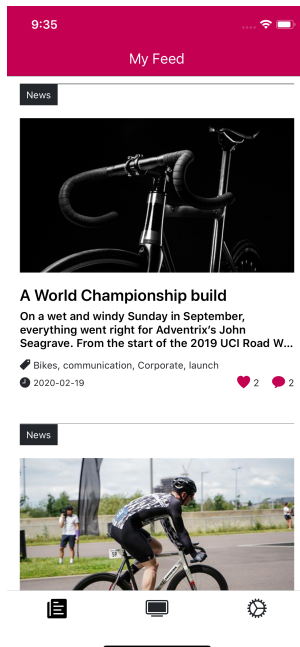 9:35
My Feed
News
A World Championship build
On a wet and windy Sunday in September,
everything went right for Adventrix's John
Seagrave. From the start of the 2019 UCI Road W...
Bikes, communication, Corporate, launch
2020-02-19 2 2
News